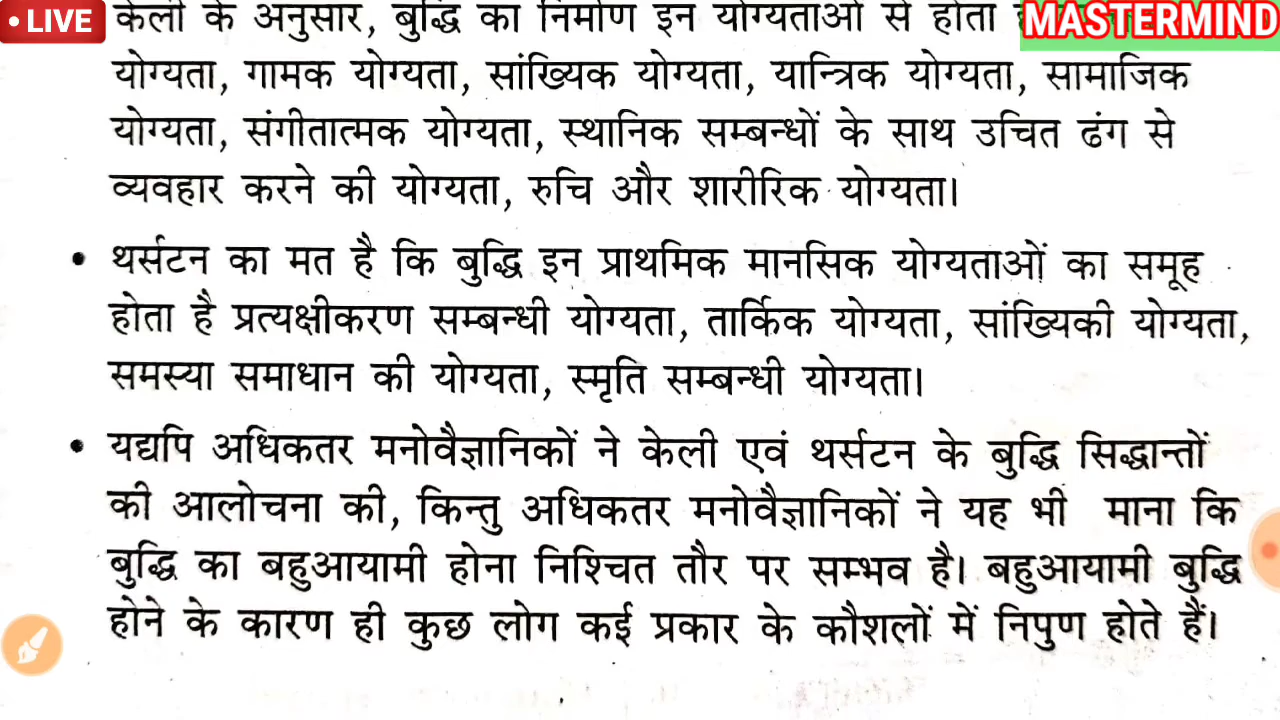 • LIVE
MASTERMIND
केली के अनुसार, बुद्धि का निर्माण इन योग्यताओं से होता
योग्यता, गामक योग्यता, सांख्यिक योग्यता, यान्त्रिक योग्यता, सामाजिक
योग्यता, संगीतात्मक योग्यता, स्थानिक सम्बन्धों के साथ उचित ढंग से
व्यवहार करने की योग्यता, रुचि और शारीरिक योग्यता।
• थर्सटन का मत है कि बुद्धि इन प्राथमिक मानसिक योग्यताओं का समूह
होता है प्रत्यक्षीकरण सम्बन्धी योग्यता, तार्किक योग्यता, सांख्यिकी योग्यता,
समस्या समाधान की योग्यता, स्मृति सम्बन्धी योग्यता।
• यद्यपि अधिकतर मनोवैज्ञानिकों ने केली एवं थर्सटन के बुद्धि सिद्धान्तों
की आलोचना की, किन्तु अधिकतर मनोवैज्ञानिकों ने यह भी माना कि
बुद्धि का बहुआयामी होना निश्चित तौर पर सम्भव है। बहुआयामी बुद्धि
होने के कारण ही कुछ लोग कई प्रकार के कौशलों में निपुण होते हैं।